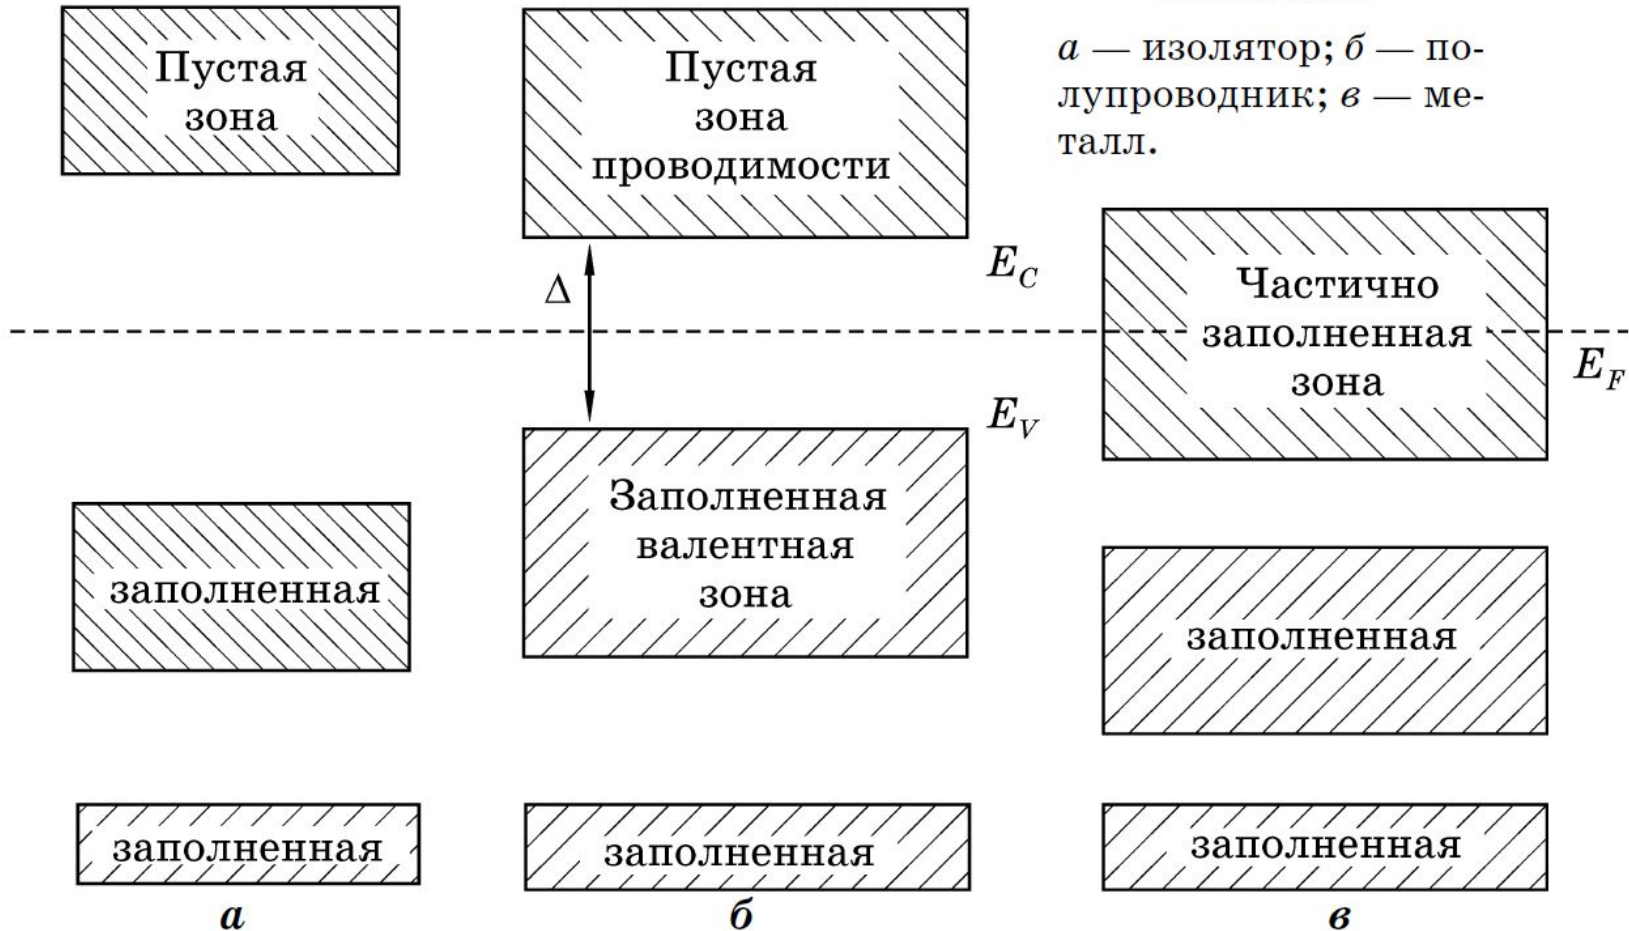 Пустая
зона
Пустая
зона
проводимости
а — изолятор; б — по-
лупроводник; в — ме-
талл.
E_C
Δ
Частично
заполненная
зона
E_F
E_V
Заполненная
валентная
зона
заполненная
заполненная
заполненная
заполненная
заполненная
а
б
в